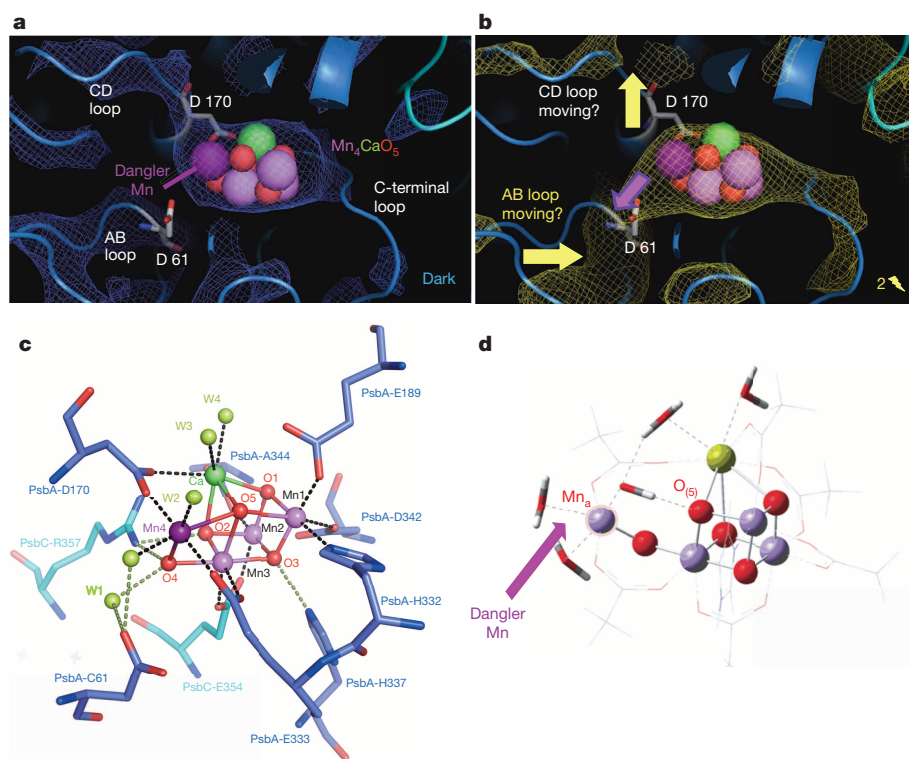 a
CD
loop
D 170
Mn4CaO5
Dangler
Mn
C-terminal
loop
AB
loop
D 61
Dark
b
CD loop
moving?
D 170
AB loop
moving?
D 61
2
c
W4
W3
PsbA-E189
PsbA-D170
Ca
PsbA-A344
O1
W2
O5
Mn1
PsbA-D342
Mn4
O2
Mn2
PsbC-R357
O4
Mn3
O3
W1
PsbA-H332
PsbA-C61
PsbC-E354
PsbA-H337
PsbA-E333
d
Mna
O(5)
Dangler
Mn